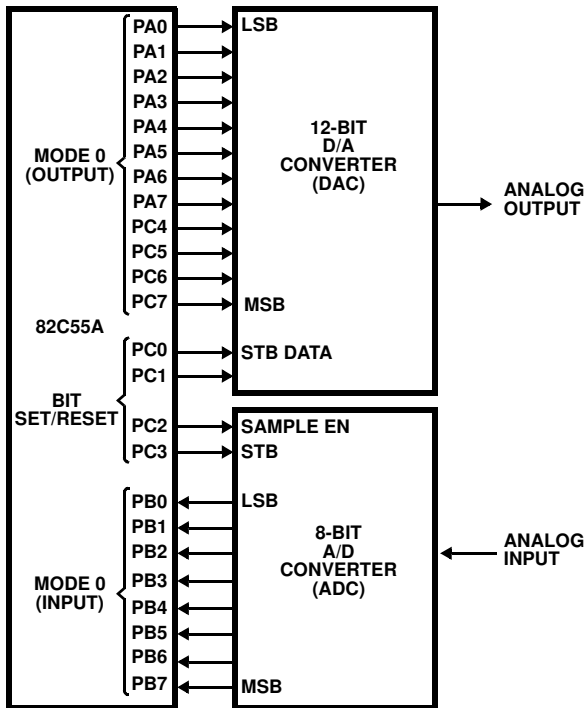 PA0
PA1
PA2
PA3
PA4
PA5
PA6
PA7
PC4
PC5
PC6
PC7
MODE 0
(OUTPUT)
82C55A
PC0
PC1
PC2
PC3
BIT
SET/RESET
PB0
PB1
PB2
PB3
PB4
PB5
PB6
PB7
MODE 0
(INPUT)
LSB
12-BIT
D/A
CONVERTER
(DAC)
MSB
STB DATA
ANALOG
OUTPUT
SAMPLE EN
STB
LSB
8-BIT
A/D
CONVERTER
(ADC)
MSB
ANALOG
INPUT